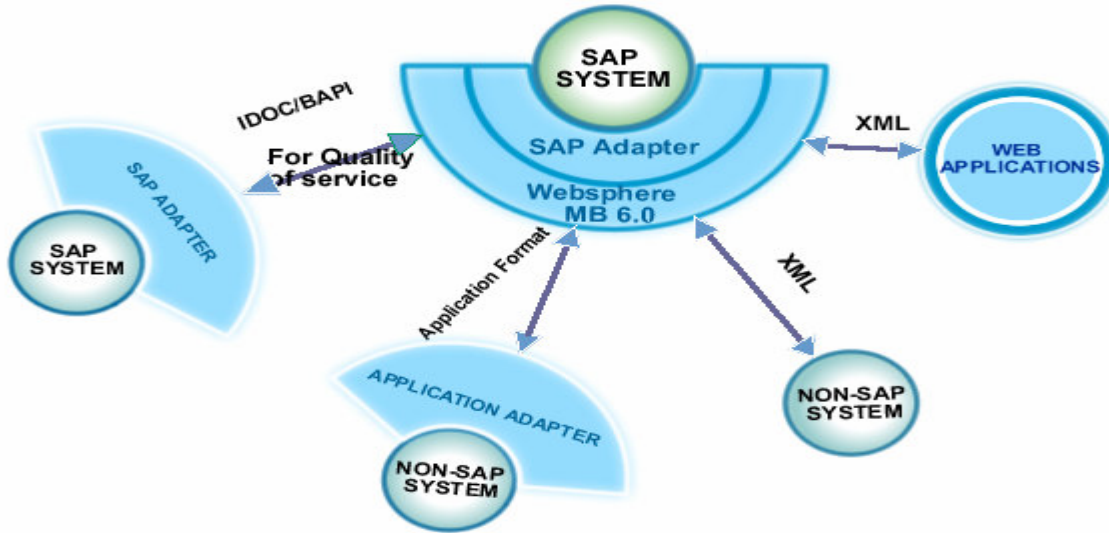 SAP
SYSTEM
SAP Adapter
Websphere
MB 6.0
IDOC/BAPI
For Quality
of service
SAP ADAPTER
SAP
SYSTEM
XML
WEB
APPLICATIONS
Application Format
APPLICATION ADAPTER
NON-SAP
SYSTEM
XML
NON-SAP
SYSTEM